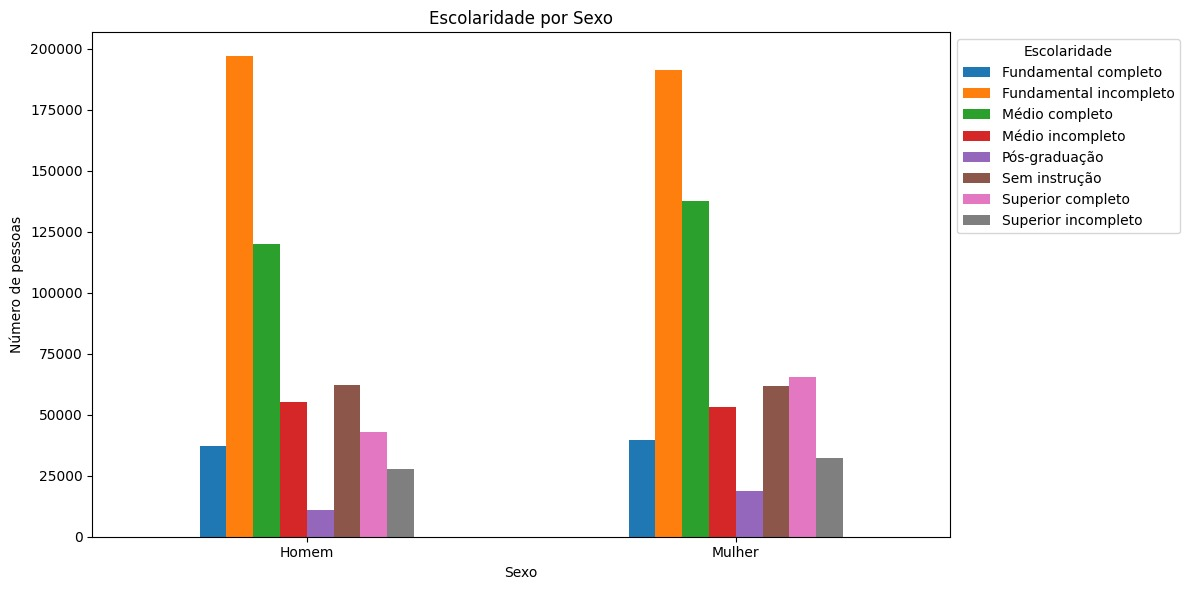 Escolaridade por Sexo
Número de pessoas
200000
175000
150000
125000
100000
75000
50000
25000
0
Homem
Mulher
Sexo
Escolaridade
Fundamental completo
Fundamental incompleto
Médio completo
Médio incompleto
Pós-graduação
Sem instrução
Superior completo
Superior incompleto